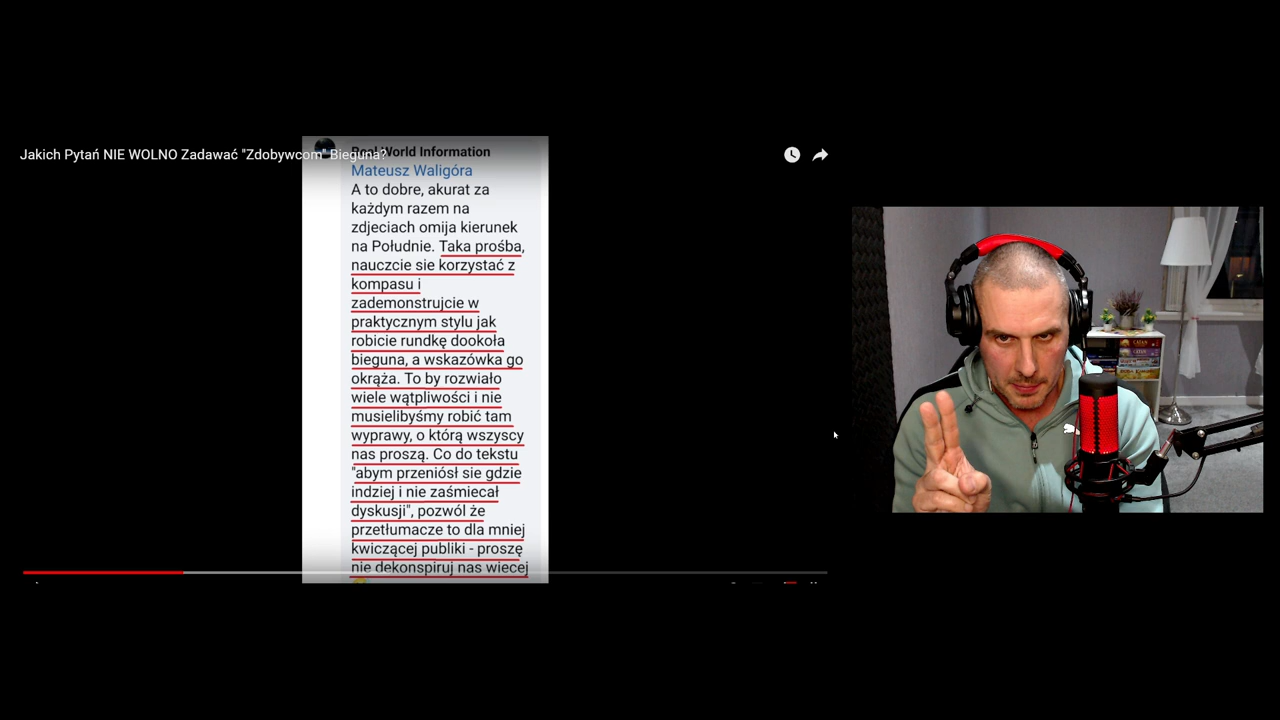 Jakich Pytań NIE WOLNO Zadawać "Zdobywcom" Bieguna?
Real World Information
Mateusz Waligóra
A to dobre, akurat za
każdym razem na
zdjeciach omija kierunek
na Południe. Taka prośba,
nauczcie sie korzystać z
kompasu i
zademonstrujcie w
praktycznym stylu jak
robicie rundkę dookoła
bieguna, a wskazówka go
okrąża. To by rozwiało
wiele wątpliwości i nie
musielibyśmy robić tam
wyprawy, o którą wszyscy
nas proszą. Co do tekstu
"abym przeniósł sie gdzie
indziej i nie zaśmiecał
dyskusji", pozwól że
przetłumacze to dla mniej
kwiczącej publiki - proszę
nie dekonspiruj nas wiecej
CATAN